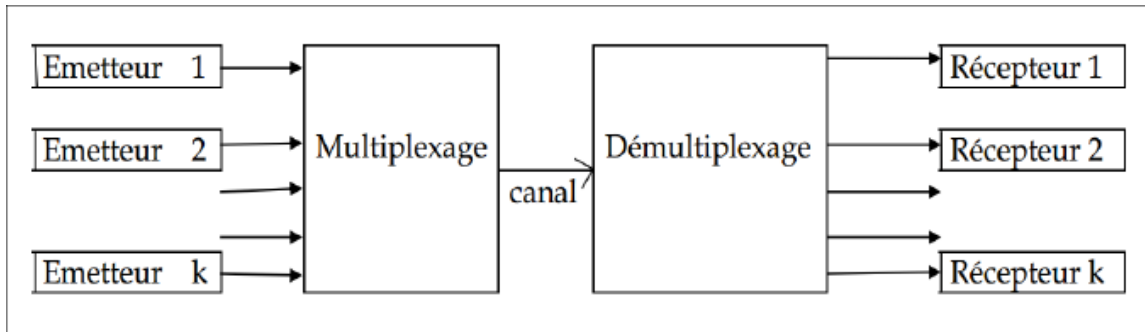 Emetteur 1
Emetteur 2
Emetteur k
Multiplexage
canal
Démultiplexage
Récepteur 1
Récepteur 2
Récepteur k